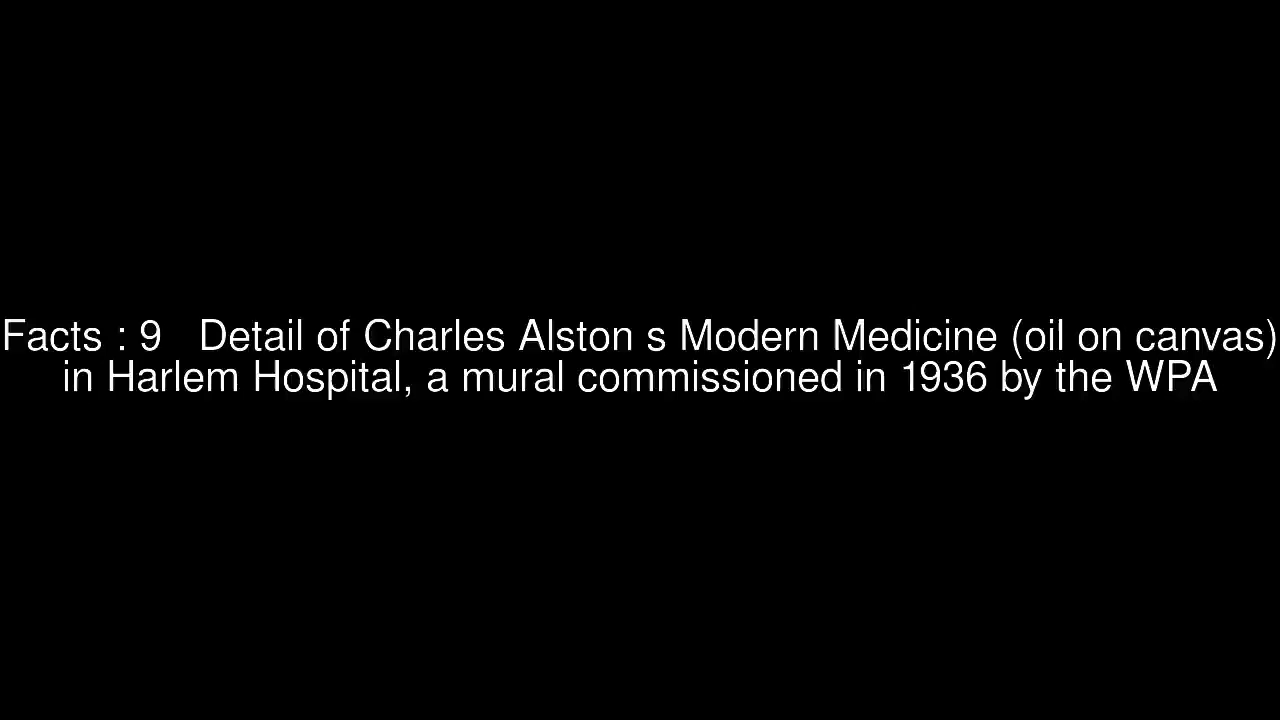 Facts : 9   Detail of Charles Alston s Modern Medicine (oil on canvas)
in Harlem Hospital, a mural commissioned in 1936 by the WPA